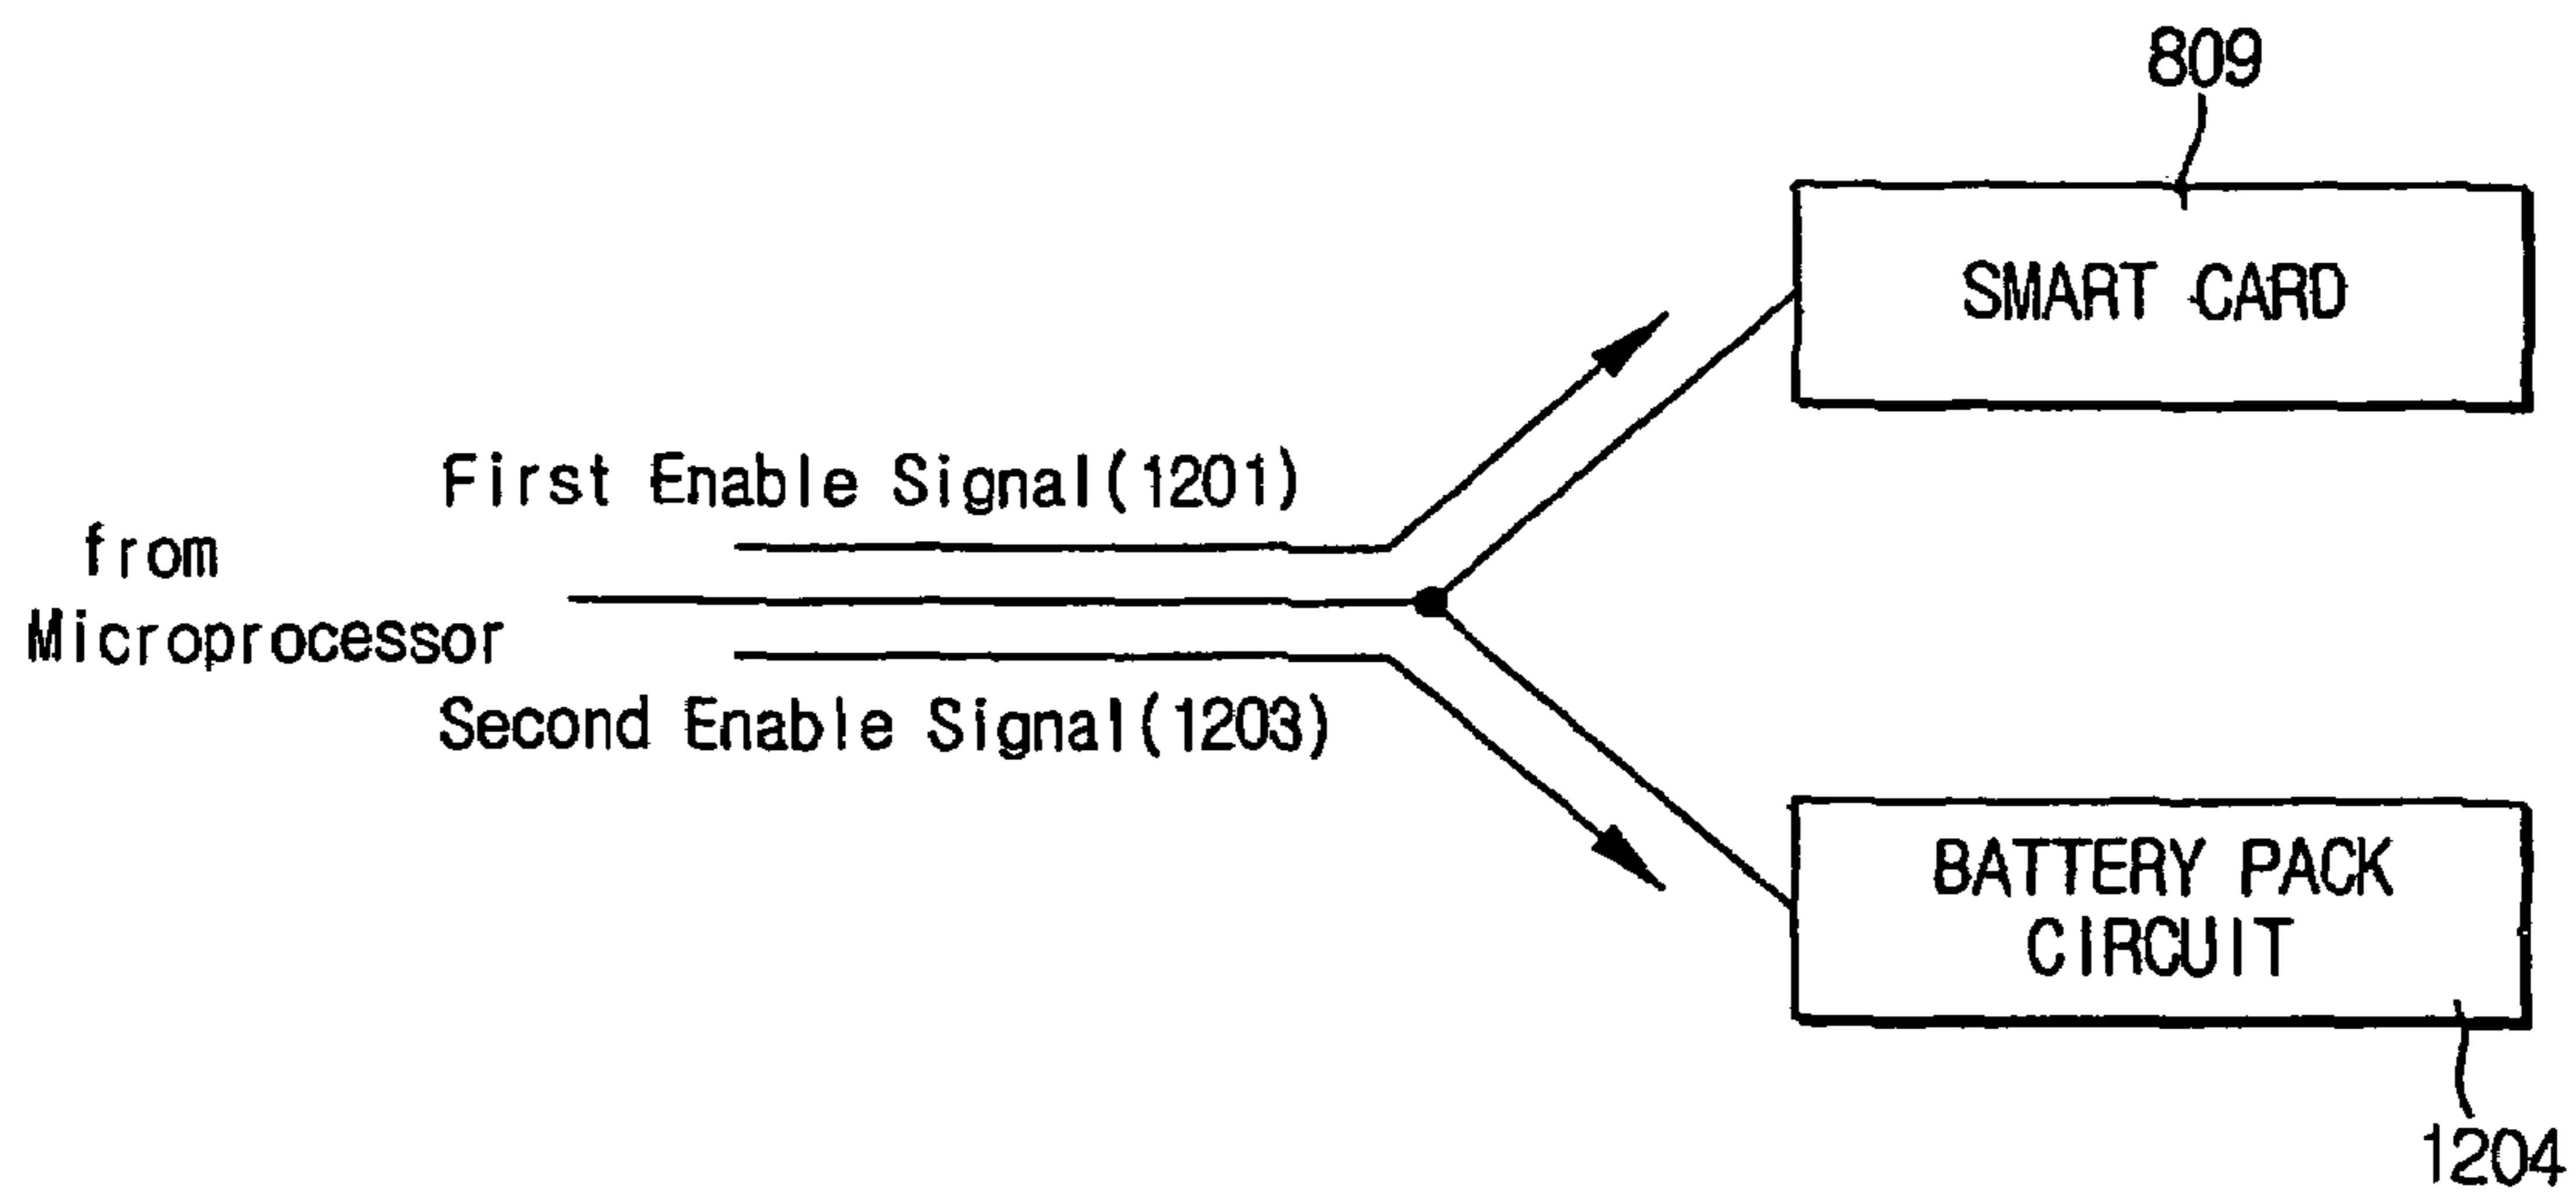 809
SMART CARD
First Enable Signal(1201)
from
Microprocessor
Second Enable Signal(1203)
BATTERY PACK
CIRCUIT
1204